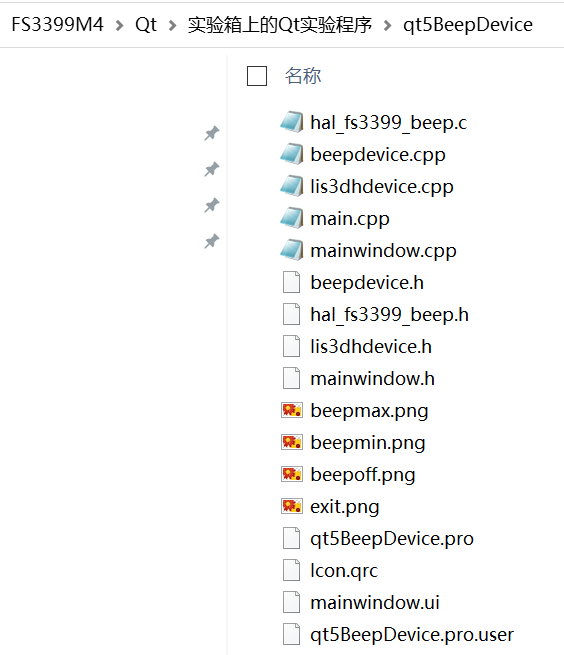 FS3399M4 > Qt > 实验箱上的Qt实验程序 > qt5BeepDevice
名称
hal_fs3399_beep.c
beepdevice.cpp
lis3dhdevice.cpp
main.cpp
mainwindow.cpp
beepdevice.h
hal_fs3399_beep.h
lis3dhdevice.h
mainwindow.h
beepmax.png
beepmin.png
beepoff.png
exit.png
qt5BeepDevice.pro
Icon.qrc
mainwindow.ui
qt5BeepDevice.pro.user